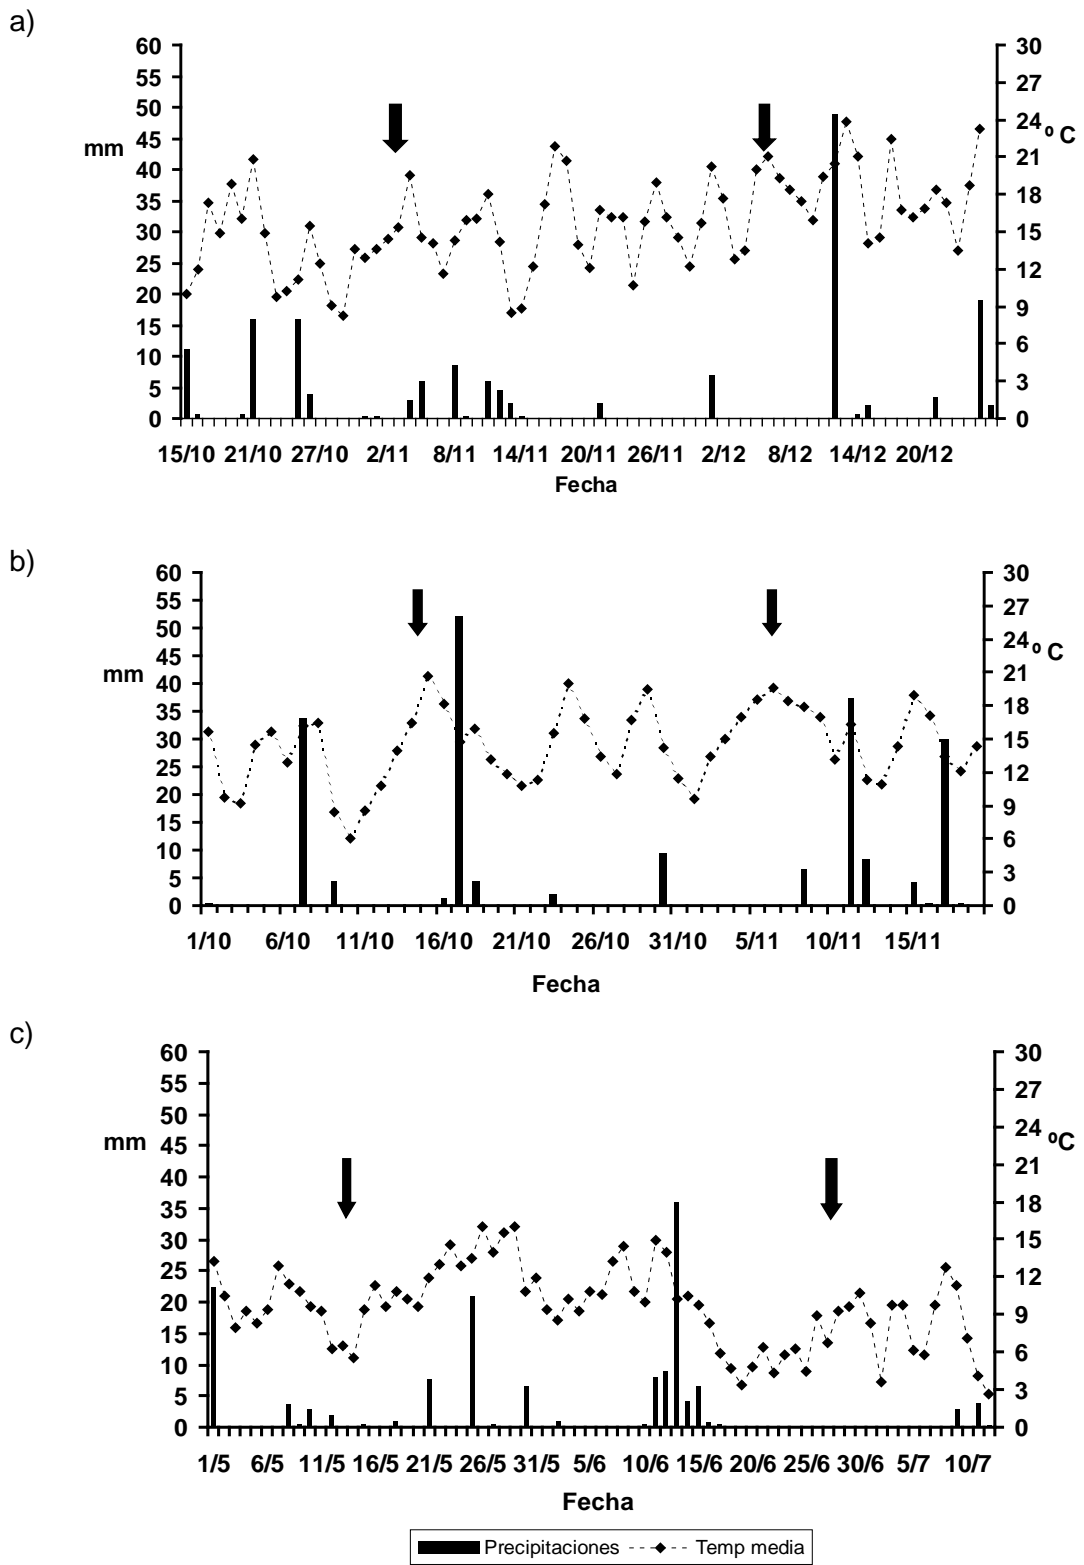 a)
60 30
55 27
50 24
mm 45 º C
40 21
35 18
30 15
25 12
20 9
15 6
10 3
5 0
0
15/10 21/10 27/10 2/11 8/11 14/11 20/11 26/11 2/12 8/12 14/12 20/12
Fecha
b)
60 30
55 27
50 24
45 21
mm º C
40 18
35 15
30 12
25 9
20 6
15 3
10 0
5
0
1/10 6/10 11/10 16/10 21/10 26/10 31/10 5/11 10/11 15/11
Fecha
c)
60 30
55 27
50 24
mm ºC
45 21
40 18
35 15
30 12
25 9
20 6
15 3
10 0
5
0
1/5 6/5 11/5 16/5 21/5 26/5 31/5 5/6 10/6 15/6 20/6 25/6 30/6 5/7 10/7
Fecha
Precipitaciones Temp media